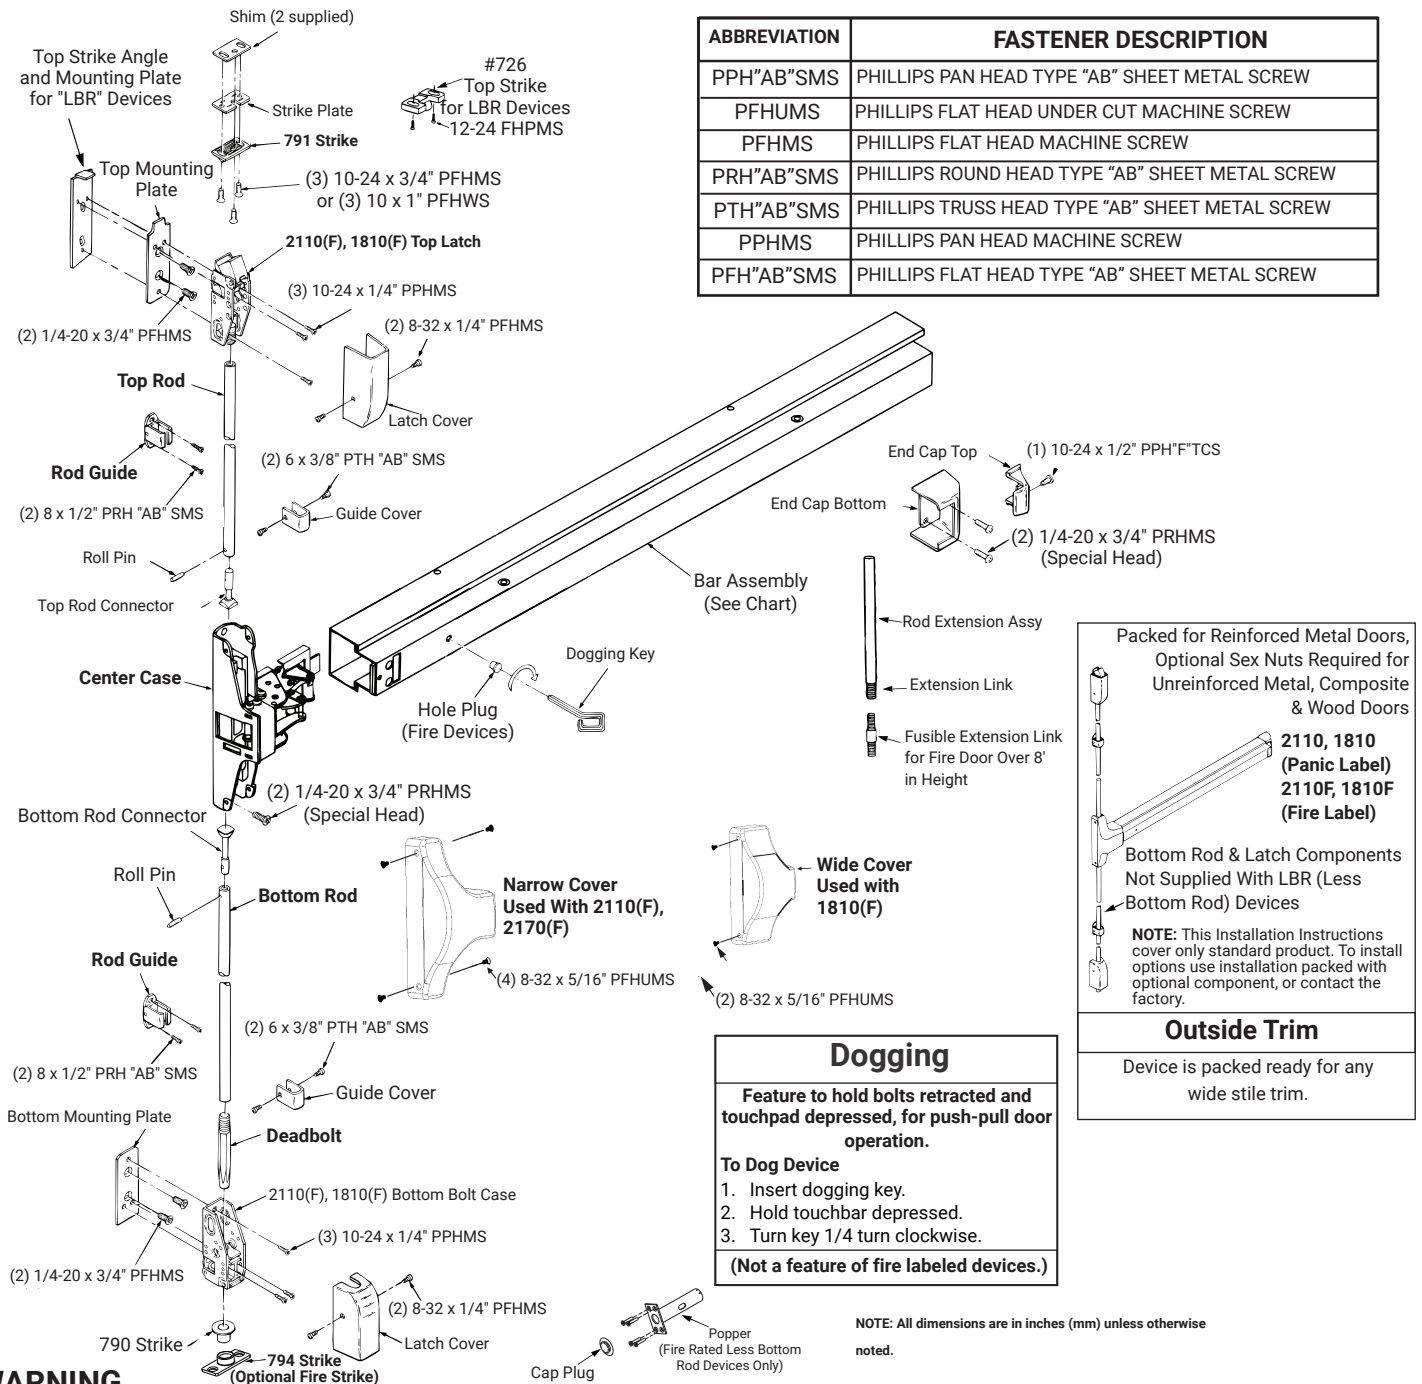 Shim (2 supplied)
Top Strike Angle
and Mounting Plate
for "LBR" Devices
#726
Top Strike
for LBR Devices
12-24 FHPMS
Strike Plate
791 Strike
Top Mounting
Plate
(3) 10-24 x 3/4" PFHMS
or (3) 10 x 1" PFHWS
2110(F), 1810(F) Top Latch
(3) 10-24 x 1/4" PPHMS
(2) 1/4-20 x 3/4" PFHMS
(2) 8-32 x 1/4" PFHMS
Top Rod
Latch Cover
Rod Guide
(2) 6 x 3/8" PTH "AB" SMS
(2) 8 x 1/2" PRH "AB" SMS
Guide Cover
Roll Pin
Top Rod Connector
ABBREVIATION FASTENER DESCRIPTION
PPH”AB”SMS PHILLIPS PAN HEAD TYPE “AB” SHEET METAL SCREW
PFHUMS PHILLIPS FLAT HEAD UNDER CUT MACHINE SCREW
PFHMS PHILLIPS FLAT HEAD MACHINE SCREW
PRH”AB”SMS PHILLIPS ROUND HEAD TYPE “AB” SHEET METAL SCREW
PTH”AB”SMS PHILLIPS TRUSS HEAD TYPE “AB” SHEET METAL SCREW
PPHMS PHILLIPS PAN HEAD MACHINE SCREW
PFH”AB”SMS PHILLIPS FLAT HEAD TYPE “AB” SHEET METAL SCREW
End Cap Top
(1) 10-24 x 1/2" PPH"F"TCS
End Cap Bottom
(2) 1/4-20 x 3/4" PRHMS
(Special Head)
Bar Assembly
(See Chart)
Rod Extension Assy
Extension Link
Fusible Extension Link
for Fire Door Over 8'
in Height
Center Case
Dogging Key
Hole Plug
(Fire Devices)
(2) 1/4-20 x 3/4" PRHMS
(Special Head)
Bottom Rod Connector
Roll Pin
Bottom Rod
Narrow Cover
Used With 2110(F),
2170(F)
(4) 8-32 x 5/16" PFHUMS
Wide Cover
Used with
1810(F)
(2) 8-32 x 5/16" PFHUMS
Packed for Reinforced Metal Doors,
Optional Sex Nuts Required for
Unreinforced Metal, Composite
& Wood Doors
2110, 1810
(Panic Label)
2110F, 1810F
(Fire Label)
Bottom Rod & Latch Components
Not Supplied With LBR (Less
Bottom Rod) Devices
NOTE: This Installation Instructions
cover only standard product. To install
options use installation packed with
optional component, or contact the
factory.
Outside Trim
Device is packed ready for any
wide stile trim.
Rod Guide
(2) 6 x 3/8" PTH "AB" SMS
(2) 8 x 1/2" PRH "AB" SMS
Guide Cover
Bottom Mounting Plate
Deadbolt
2110(F), 1810(F) Bottom Bolt Case
(3) 10-24 x 1/4" PPHMS
(2) 1/4-20 x 3/4" PFHMS
(2) 8-32 x 1/4" PFHMS
790 Strike
Latch Cover
794 Strike
(Optional Fire Strike)
Dogging
Feature to hold bolts retracted and
touchpad depressed, for push-pull door
operation.
To Dog Device
1. Insert dogging key.
2. Hold touchbar depressed.
3. Turn key 1/4 turn clockwise.
(Not a feature of fire labeled devices.)
Popper
(Fire Rated Less Bottom
Rod Devices Only)
Cap Plug
NOTE: All dimensions are in inches (mm) unless otherwise
noted.